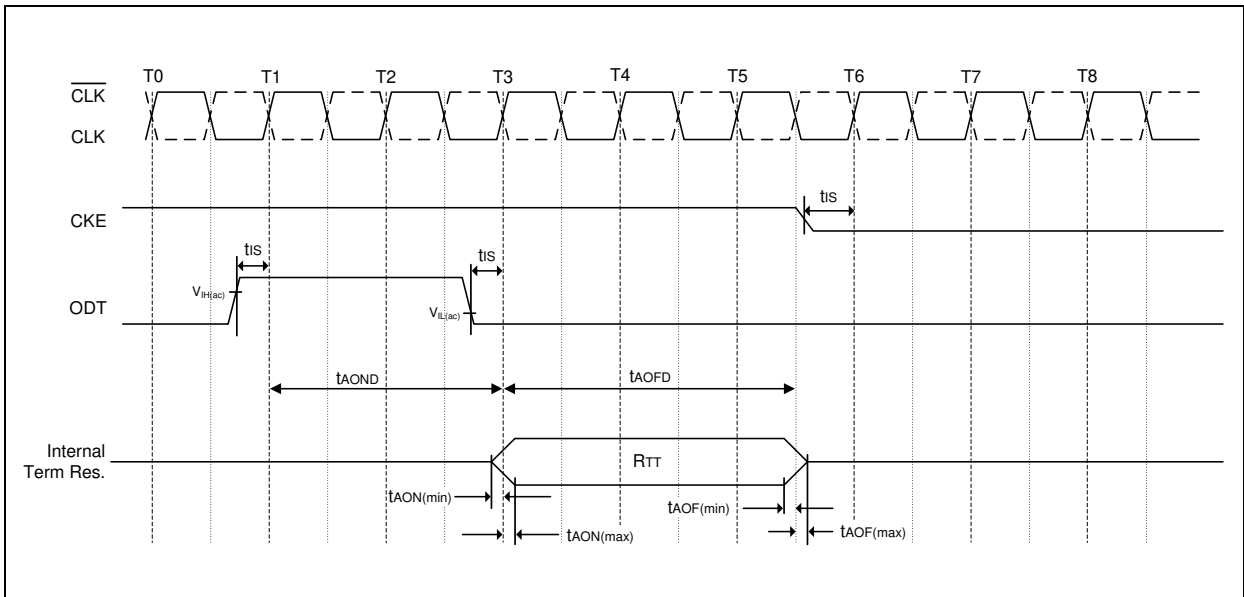 T0 T1 T2 T3 T4 T5 T6 T7 T8
CLK
CLK
CKE
tIS
tIS
tIS
VIH(ac)
ODT
VIL(ac)
tAOND
tAOFD
Internal
Term Res.
RTT
tAON(min)
tAOF(min)
tAON(max)
tAOF(max)